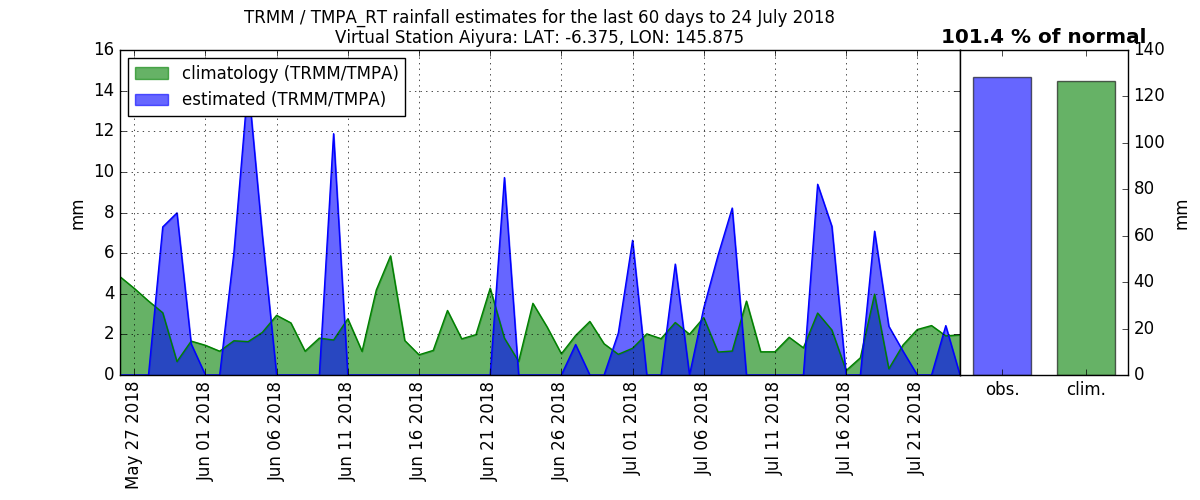 TRMM / TMPA_RT rainfall estimates for the last 60 days to 24 July 2018
Virtual Station Aiyura: LAT: -6.375, LON: 145.875
101.4 % of normal
climatology (TRMM/TMPA)
estimated (TRMM/TMPA)
16
14
12
10
8
6
4
2
0
mm
May 27 2018
Jun 01 2018
Jun 06 2018
Jun 11 2018
Jun 16 2018
Jun 21 2018
Jun 26 2018
Jul 01 2018
Jul 06 2018
Jul 11 2018
Jul 16 2018
Jul 21 2018
140
120
100
80
60
40
20
0
mm
obs.
clim.